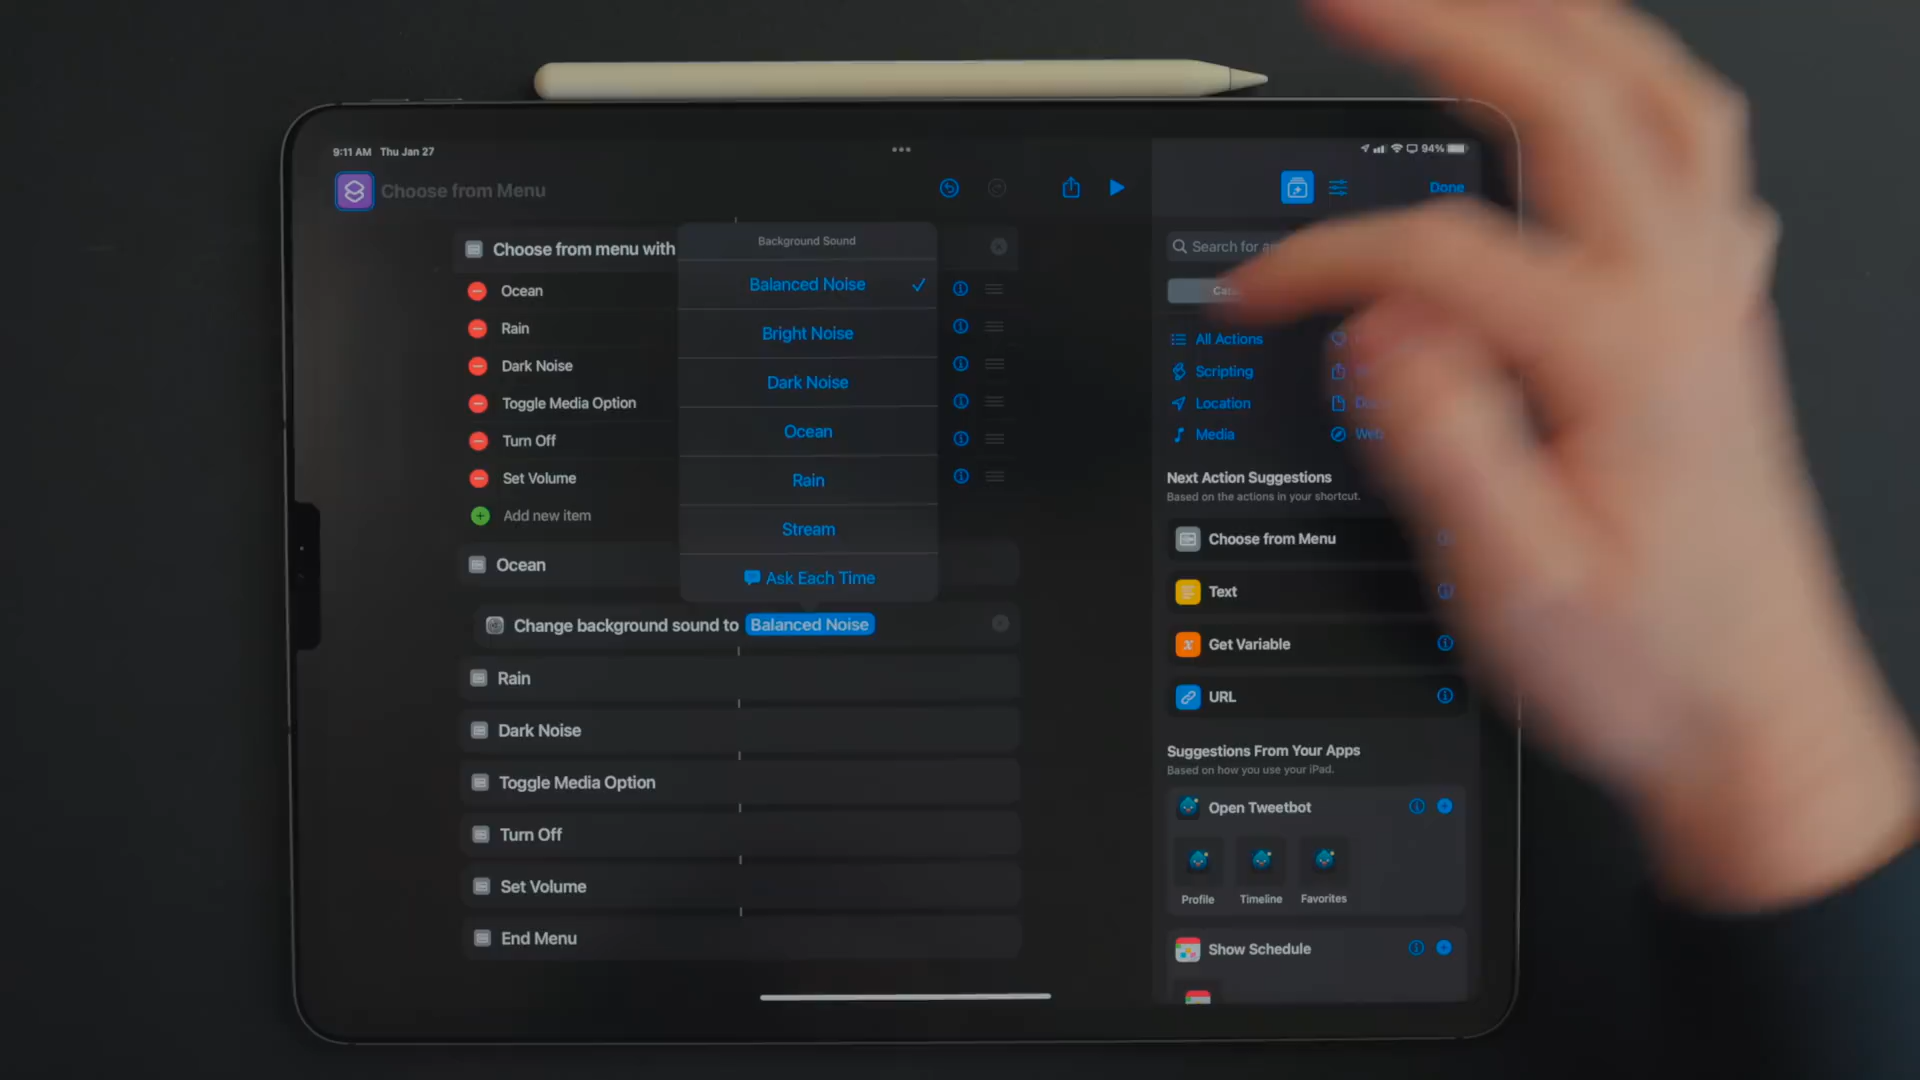 9:11 AM Thu Jan 27
94%
Choose from Menu
Done
Choose from menu with
Ocean
Rain
Dark Noise
Toggle Media Option
Turn Off
Set Volume
Add new item
Background Sound
Balanced Noise
Bright Noise
Dark Noise
Ocean
Rain
Stream
Ask Each Time
Ocean
Change background sound to Balanced Noise
Rain
Dark Noise
Toggle Media Option
Turn Off
Set Volume
End Menu
Search for
All Actions
Scripting
Location
Media
Next Action Suggestions
Based on the actions in your shortcut.
Choose from Menu
Text
Get Variable
URL
Suggestions From Your Apps
Based on how you use your iPad.
Open Tweetbot
Profile Timeline Favorites
Show Schedule